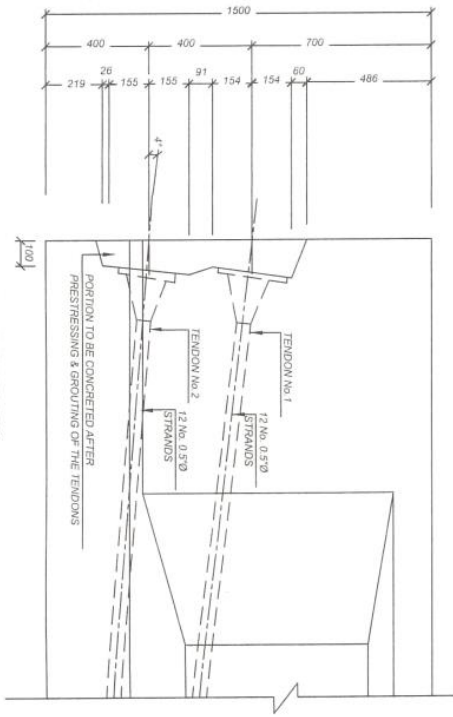 1500
400
400
700
219
26
155
155
91
154
154
60
486
4°
100
TENDON No.1
12 No. 0.5"Ø
STRANDS
TENDON No.2
12 No. 0.5"Ø
STRANDS
PORTION TO BE CONCRETED AFTER
PRESTRESSING & GROUTING OF THE TENDONS